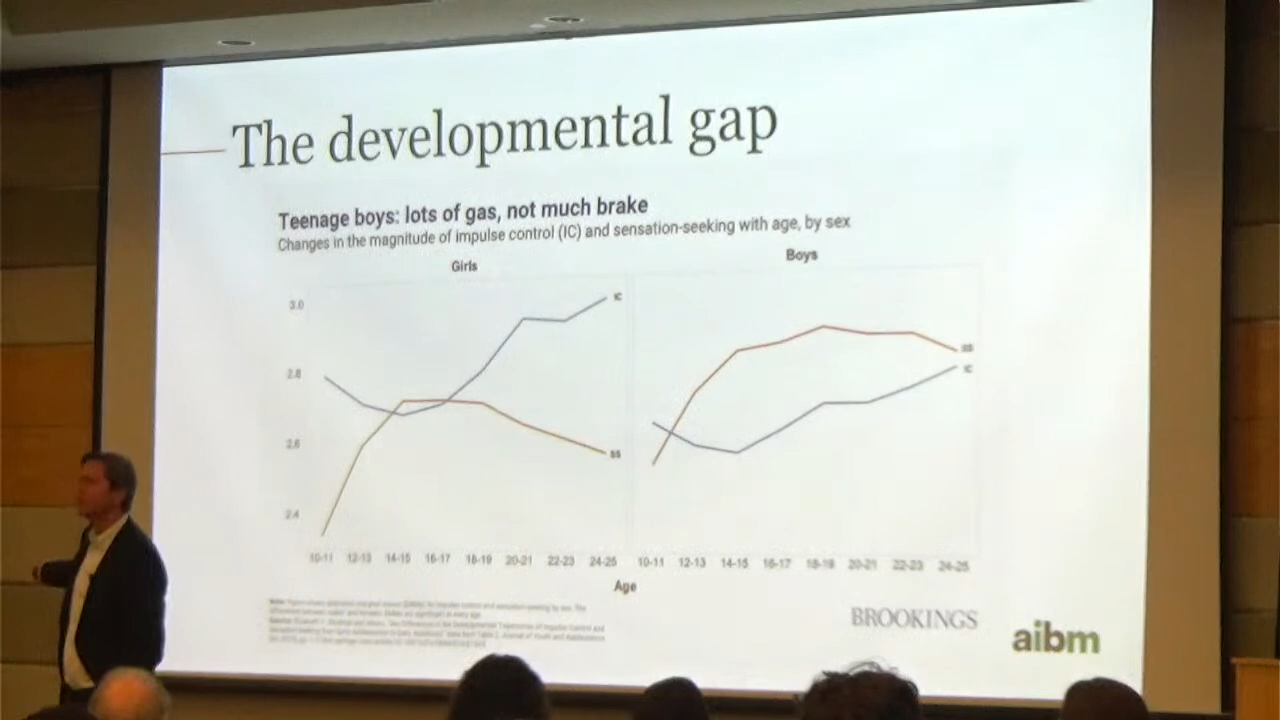 The developmental gap
Teenage boys: lots of gas, not much brake
Changes in the magnitude of impulse control (IC) and sensation-seeking with age, by sex
Girls
Boys
3.0
2.8
2.6
2.4
IC
SS
SS
IC
10-11 12-13 14-15 16-17 18-19 20-21 22-23 24-25
10-11 12-13 14-15 16-17 18-19 20-21 22-23 24-25
Age
BROOKINGS
aibm